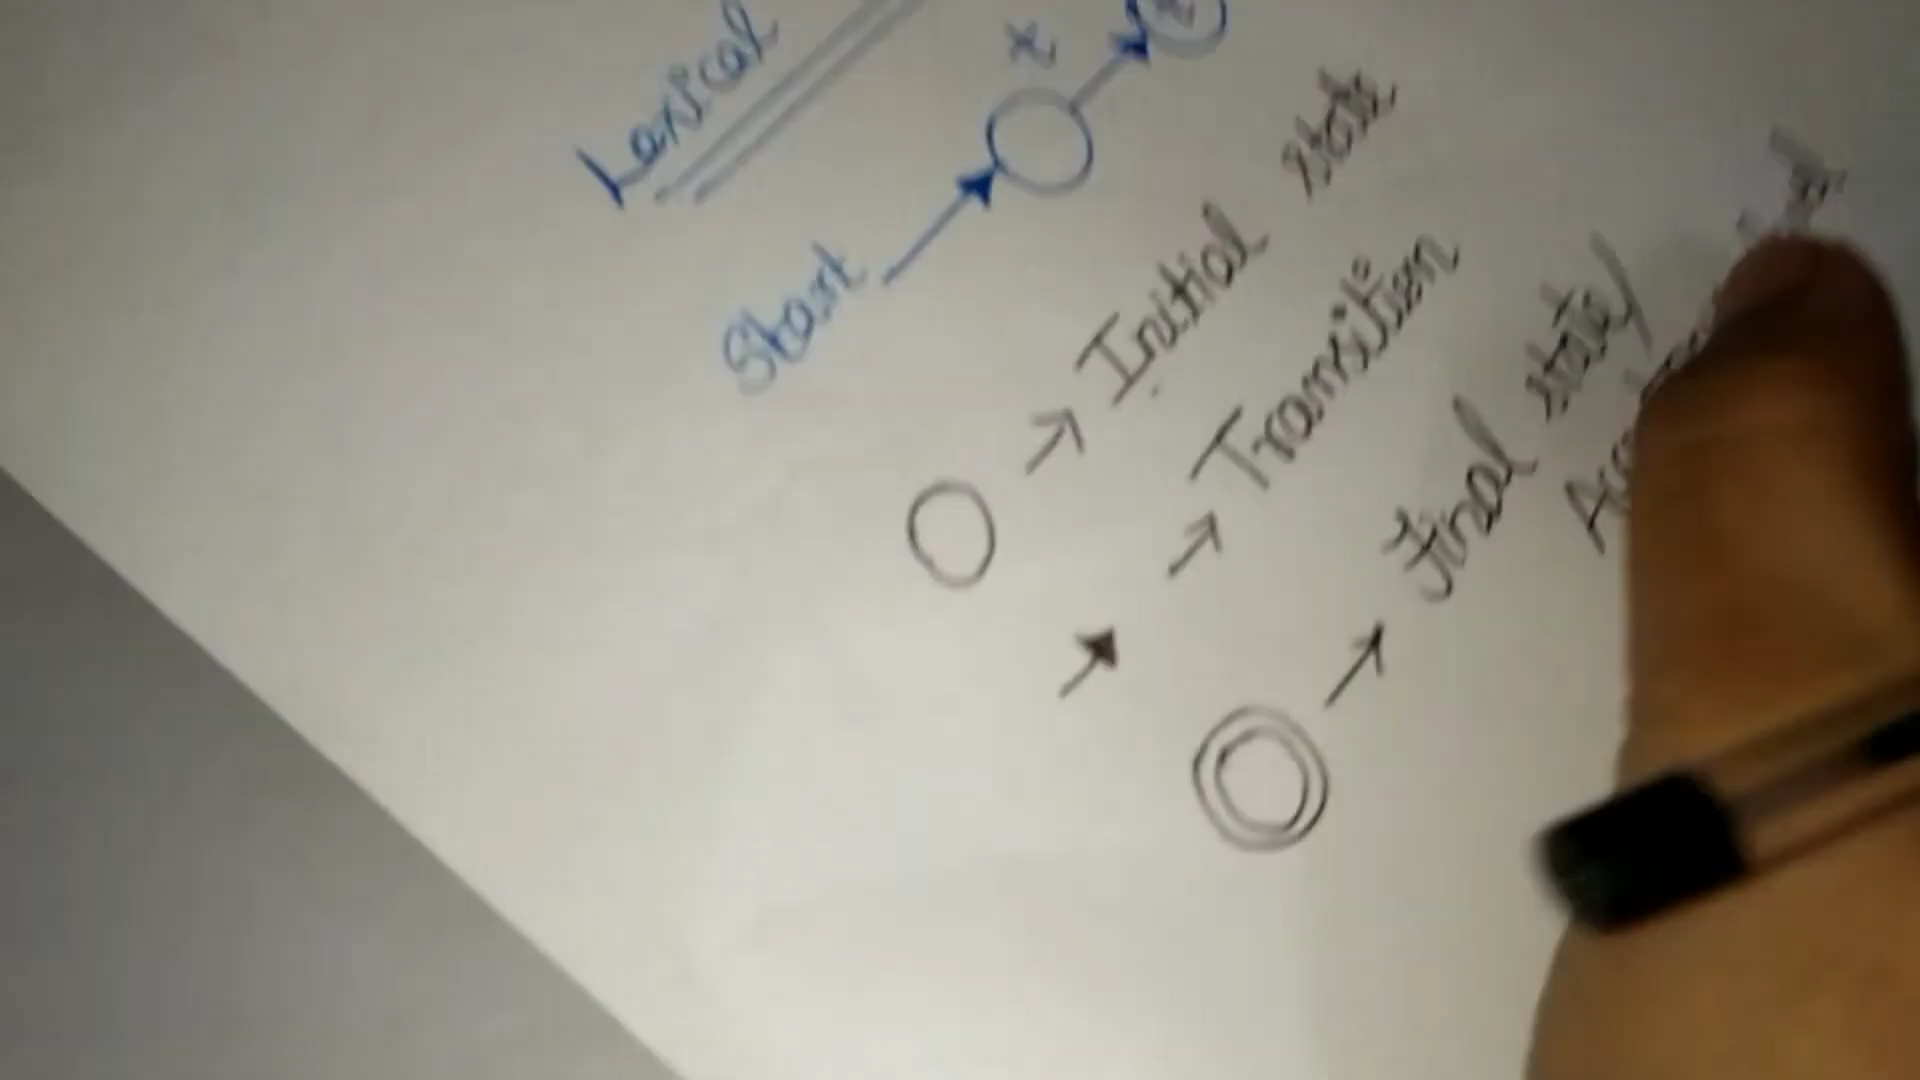 Lexical
Start
→ Initial state
→ Transition
→ final state/